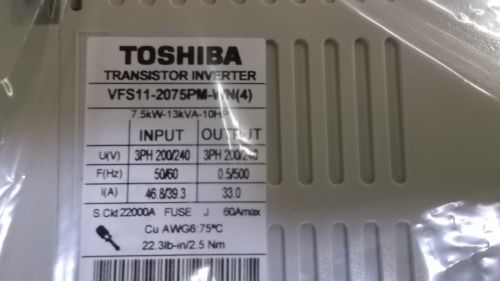 TOSHIBA
TRANSISTOR INVERTER
VFS11-2075PM-WN(4)
7.5kW-13kVA-10HP
INPUT OUTPUT
U(V) 3PH 200/240 3PH 200/240
F(Hz) 50/60 0.5/500
I(A) 46.8/39.3 33.0
S.Ckt 22000A FUSE J 60Amax
Cu AWG6:75°C
22.3lb-in/2.5 Nm